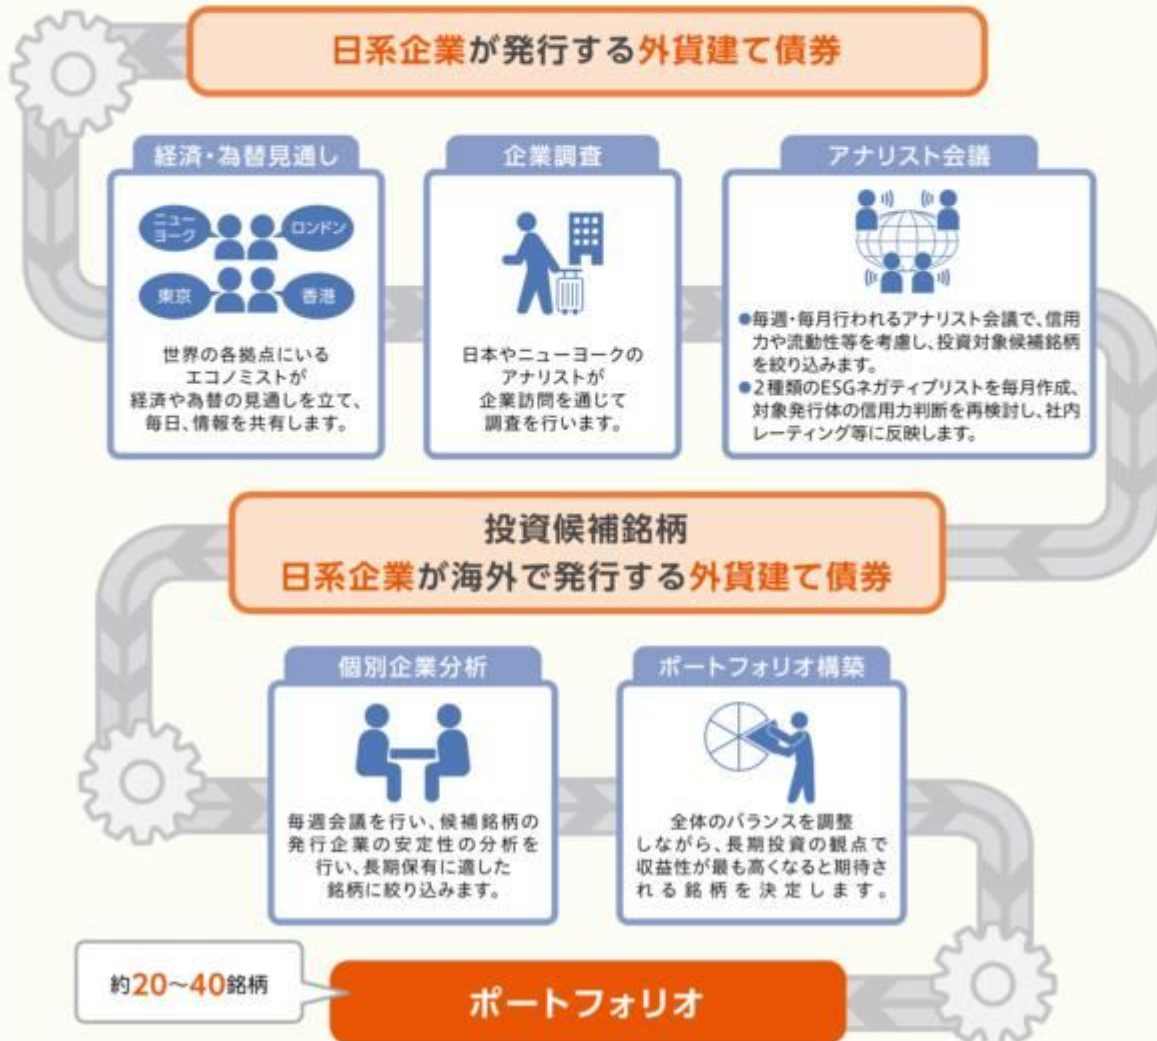 日系企業が発行する外貨建て債券
経済・為替見通し
ニュー
ヨーク
ロンドン
東京
香港
世界の各拠点にいる
エコノミストが
経済や為替の見通しを立て、
毎日、情報を共有します。
企業調査
日本やニューヨークの
アナリストが
企業訪問を通じて
調査を行います。
アナリスト会議
●毎週・毎月行われるアナリスト会議で、信用
力や流動性等を考慮し、投資対象候補銘柄
を絞り込みます。
●2種類のESGネガティブリストを毎月作成、
対象発行体の信用力判断を再検討し、社内
レーティング等に反映します。
投資候補銘柄
日系企業が海外で発行する外貨建て債券
個別企業分析
毎週会議を行い、候補銘柄の
発行企業の安定性の分析を
行い、長期保有に適した
銘柄に絞り込みます。
ポートフォリオ構築
全体のバランスを調整
しながら、長期投資の観点で
収益性が最も高くなると期待さ
れる銘柄を決定します。
約20～40銘柄
ポートフォリオ